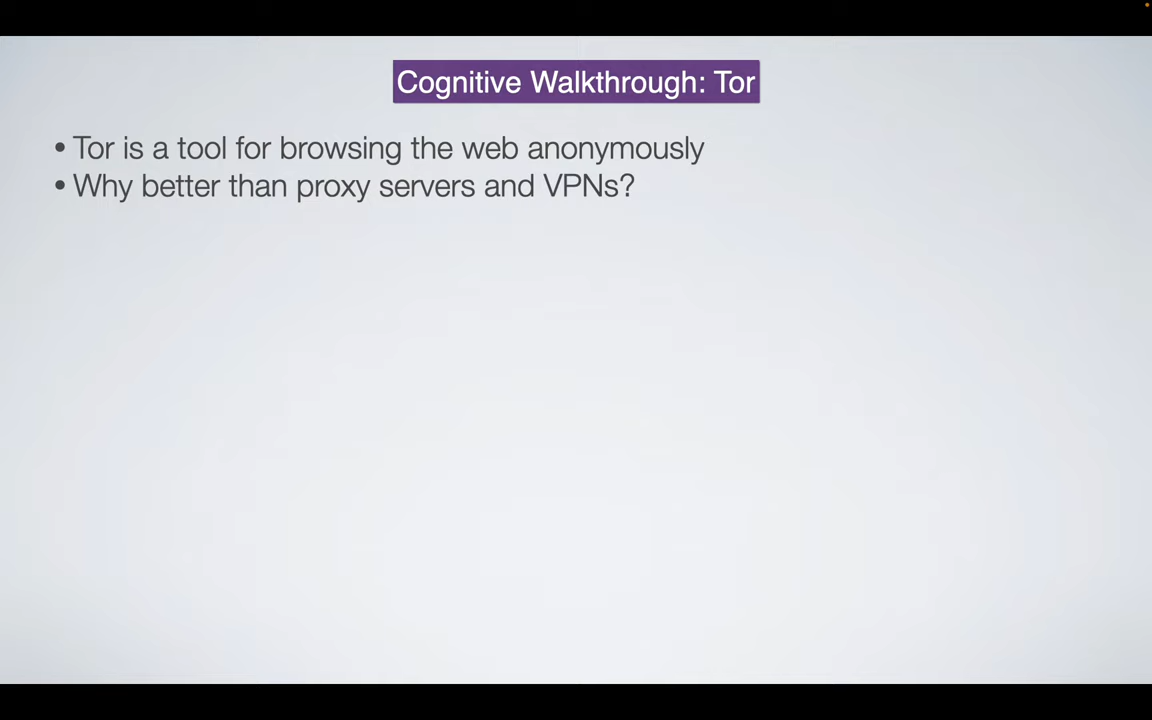 Cognitive Walkthrough: Tor
• Tor is a tool for browsing the web anonymously
• Why better than proxy servers and VPNs?